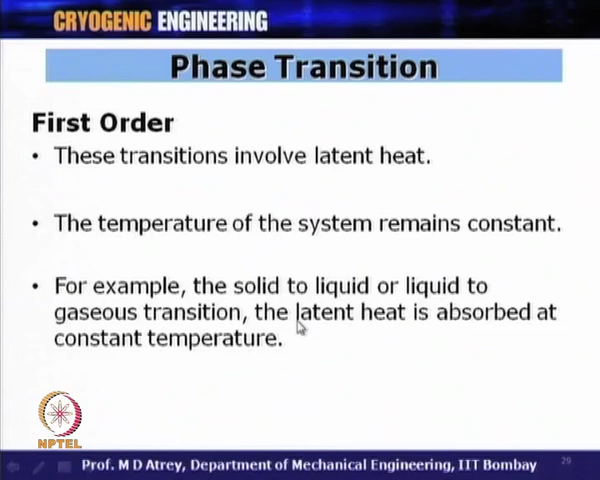 CRYOGENIC ENGINEERING
Phase Transition
First Order
• These transitions involve latent heat.
• The temperature of the system remains constant.
• For example, the solid to liquid or liquid to
gaseous transition, the latent heat is absorbed at
constant temperature.
NPTEL
Prof. M D Atrey, Department of Mechanical Engineering, IIT Bombay
29